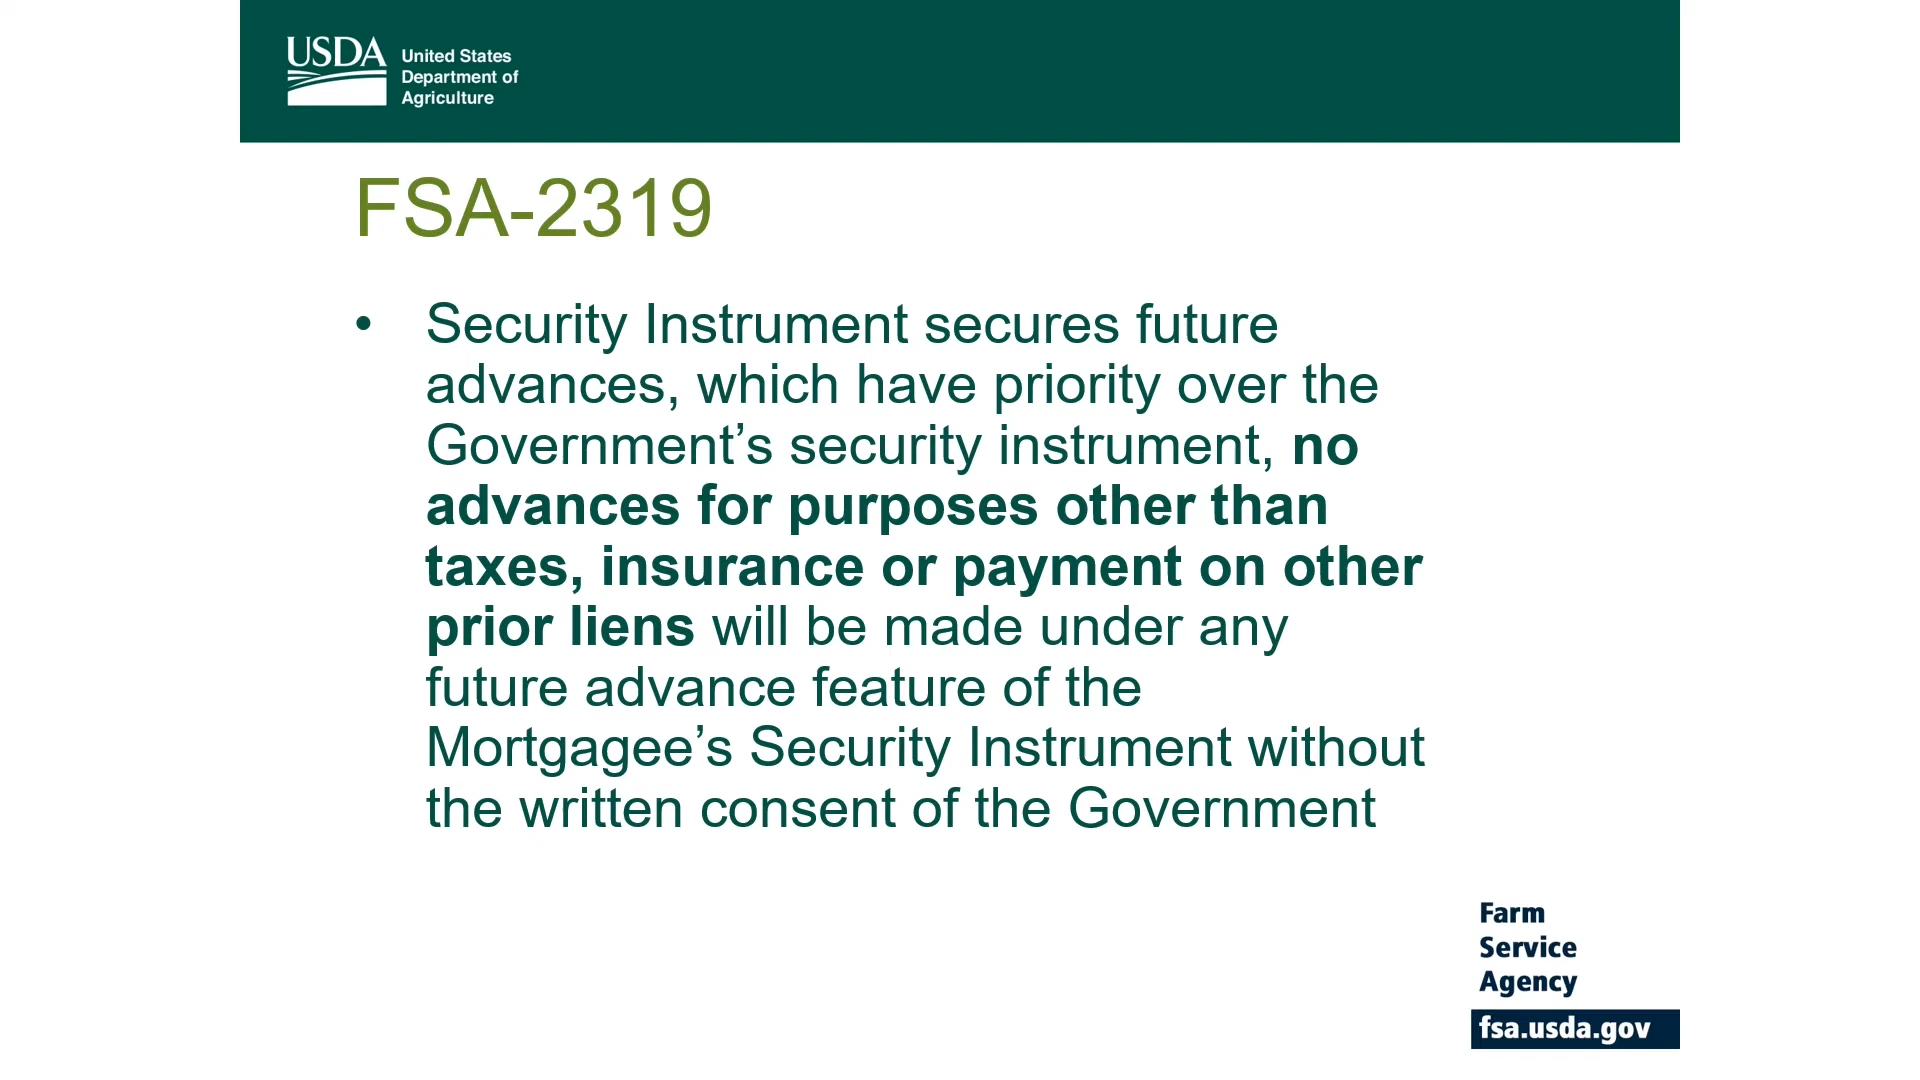 USDA
United States
Department of
Agriculture
FSA-2319
• Security Instrument secures future
advances, which have priority over the
Government’s security instrument, no
advances for purposes other than
taxes, insurance or payment on other
prior liens will be made under any
future advance feature of the
Mortgagee’s Security Instrument without
the written consent of the Government
Farm
Service
Agency
fsa.usda.gov